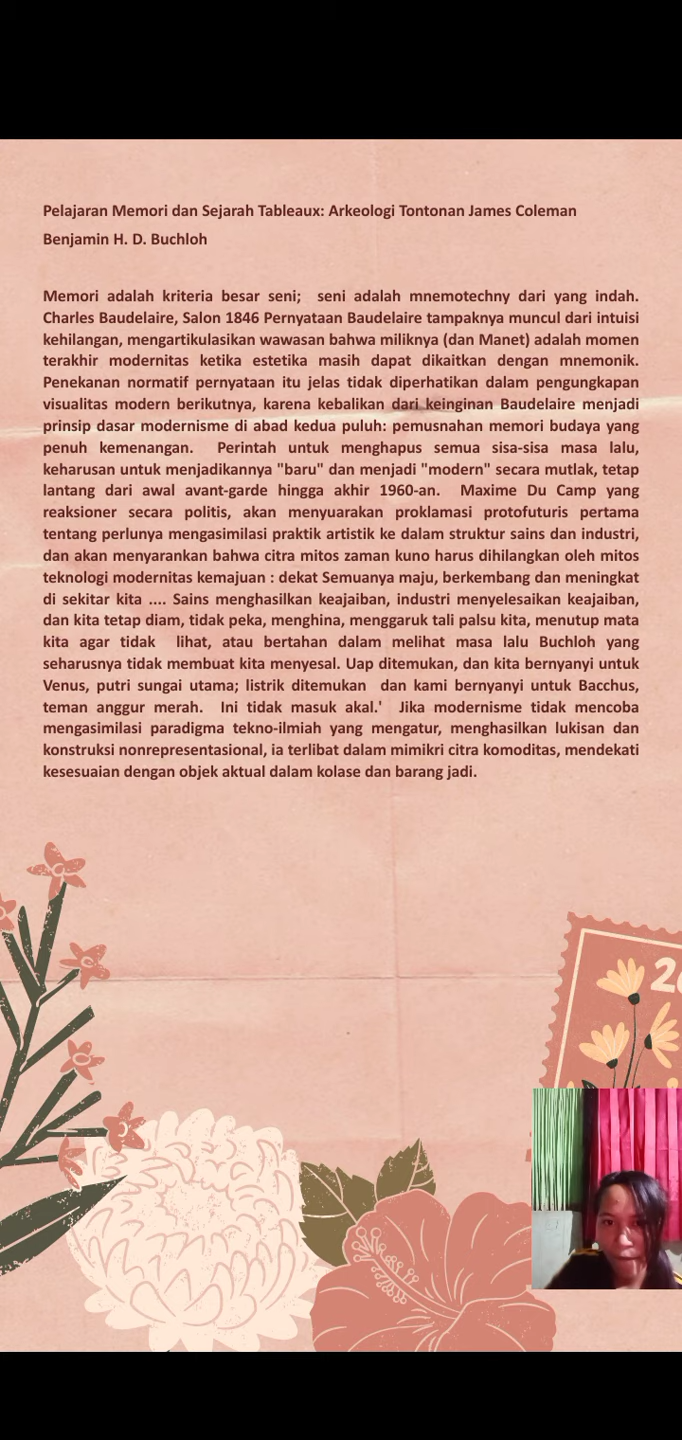 Pelajaran Memori dan Sejarah Tableaux: Arkeologi Tontonan James Coleman
Benjamin H. D. Buchloh
Memori adalah kriteria besar seni; seni adalah mnemotechny dari yang indah.
Charles Baudelaire, Salon 1846 Pernyataan Baudelaire tampaknya muncul dari intuisi
kehilangan, mengartikulasikan wawasan bahwa miliknya (dan Manet) adalah momen
terakhir modernitas ketika estetika masih dapat dikaitkan dengan mnemonik.
Penekanan normatif pernyataan itu jelas tidak diperhatikan dalam pengungkapan
visualitas modern berikutnya, karena kebalikan dari keinginan Baudelaire menjadi
prinsip dasar modernisme di abad kedua puluh: pemusnahan memori budaya yang
penuh kemenangan. Perintah untuk menghapus semua sisa-sisa masa lalu,
keharusan untuk menjadikannya "baru" dan menjadi "modern" secara mutlak, tetap
lantang dari awal avant-garde hingga akhir 1960-an. Maxime Du Camp yang
reaksioner secara politis, akan menyuarakan proklamasi protofuturis pertama
tentang perlunya mengasimilasi praktik artistik ke dalam struktur sains dan industri,
dan akan menyarankan bahwa citra mitos zaman kuno harus dihilangkan oleh mitos
teknologi modernitas kemajuan : dekat Semuanya maju, berkembang dan meningkat
di sekitar kita .... Sains menghasilkan keajaiban, industri menyelesaikan keajaiban,
dan kita tetap diam, tidak peka, menghina, menggaruk tali palsu kita, menutup mata
kita agar tidak lihat, atau bertahan dalam melihat masa lalu Buchloh yang
seharusnya tidak membuat kita menyesal. Uap ditemukan, dan kita bernyanyi untuk
Venus, putri sungai utama; listrik ditemukan dan kami bernyanyi untuk Bacchus,
teman anggur merah. Ini tidak masuk akal.' Jika modernisme tidak mencoba
mengasimilasi paradigma tekno-ilmiah yang mengatur, menghasilkan lukisan dan
konstruksi nonrepresentasional, ia terlibat dalam mimikri citra komoditas, mendekati
kesesuaian dengan objek aktual dalam kolase dan barang jadi.